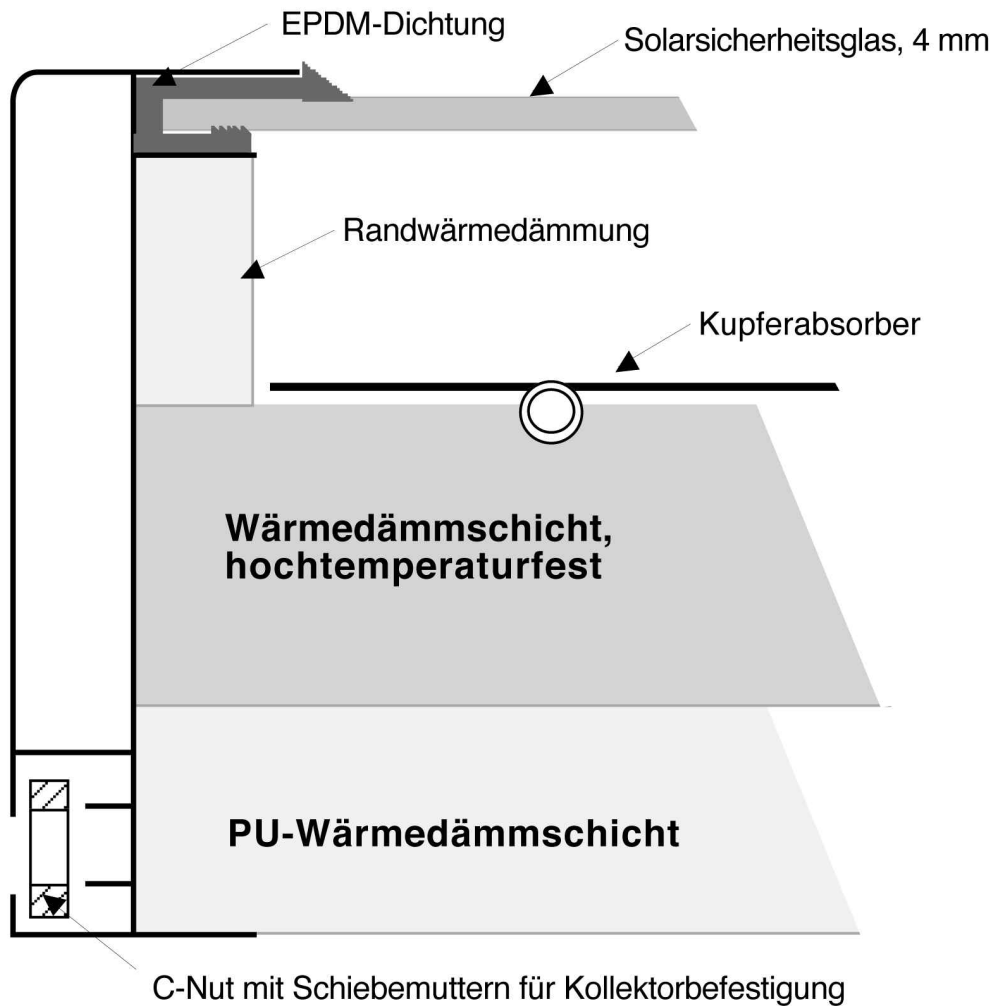 EPDM-Dichtung
Solarsicherheitsglas, 4 mm
Randwärmedämmung
Kupferabsorber
Wärmedämmschicht,
hochtemperaturfest
PU-Wärmedämmschicht
C-Nut mit Schiebemuttern für Kollektorbefestigung